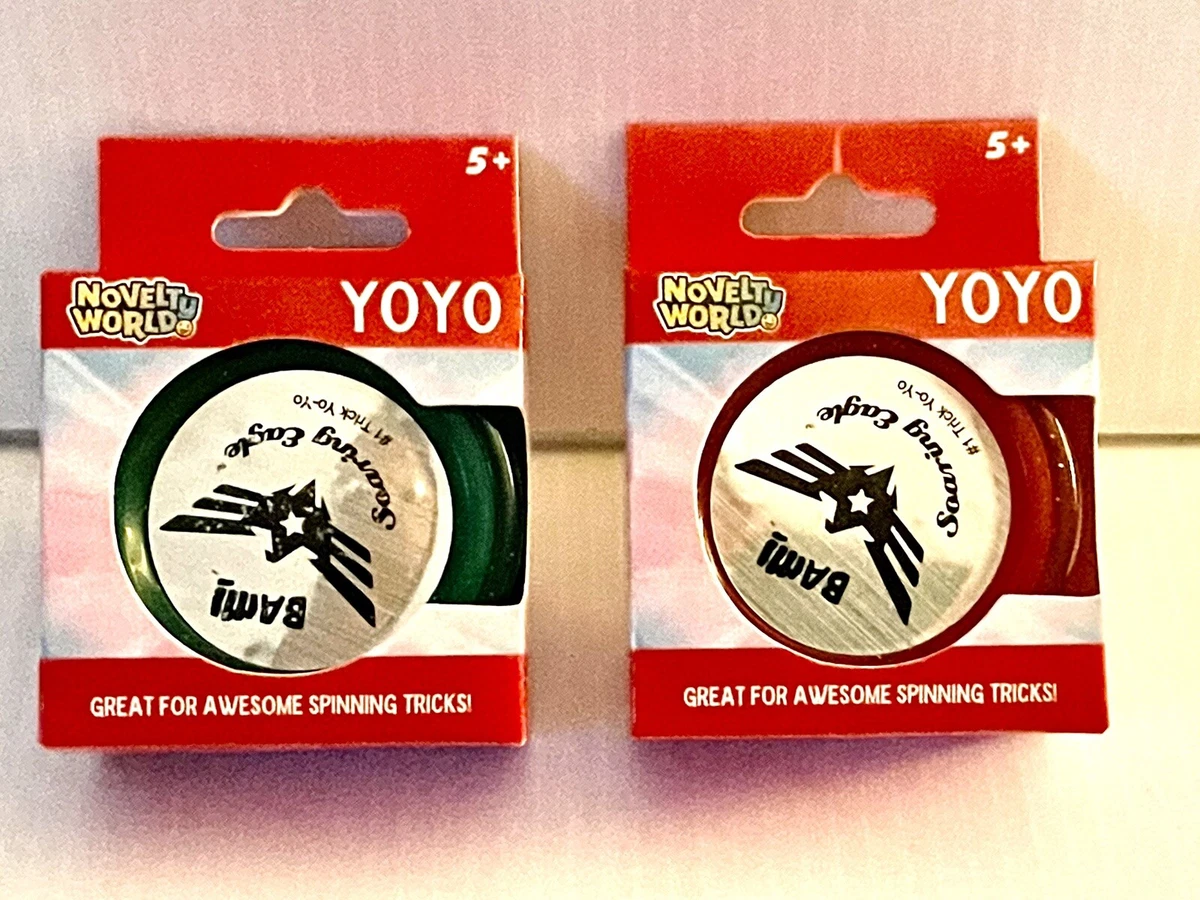 5+
NOVELTY
WORLD
YOYO
#1 Trick Yo-Yo
Soaring Eagle
BAM!
GREAT FOR AWESOME SPINNING TRICKS!
5+
NOVELTY
WORLD
YOYO
#1 Trick Yo-Yo
Soaring Eagle
BAM!
GREAT FOR AWESOME SPINNING TRICKS!